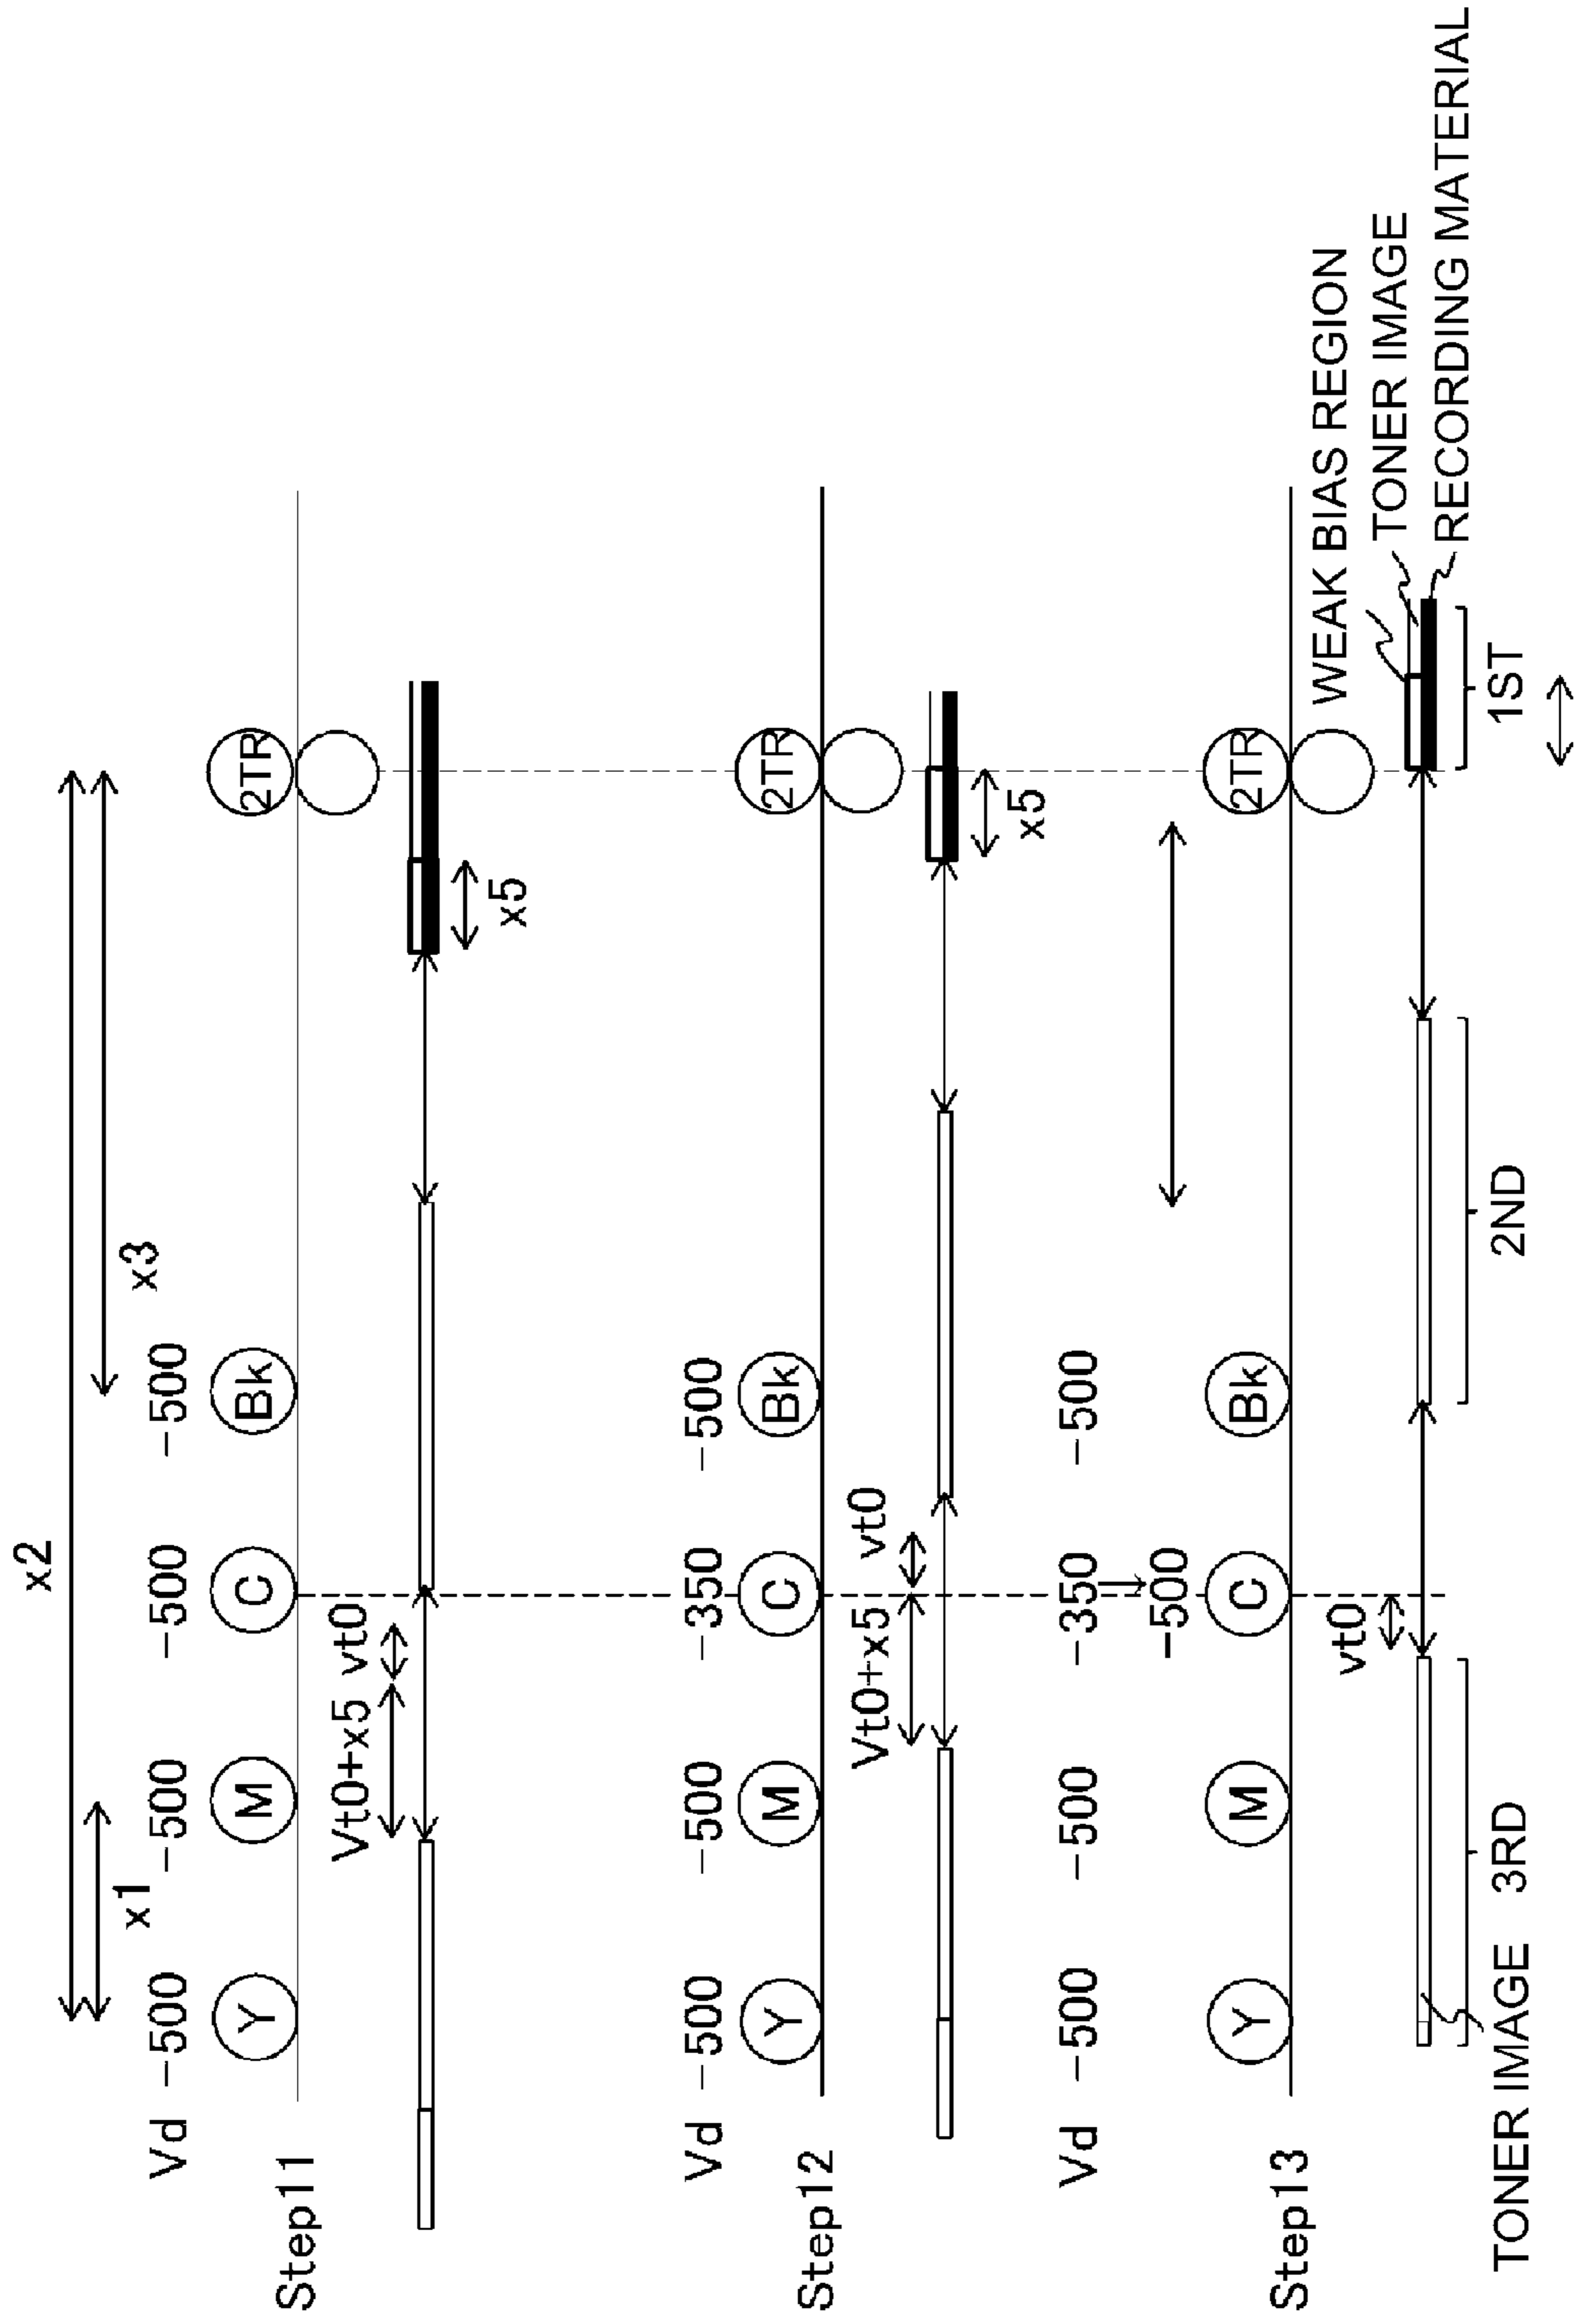 x2
x1
x3
Vd -500 -500 -500 -500
Step11
Y
M
C
Bk
2TR
Vt0+x5
vt0
x5
Vd -500 -500 -350 -500
Step12
Y
M
C
Bk
2TR
Vt0+x5
vt0
x5
Vd -500 -500 -350 -500
-500
Step13
Y
M
C
Bk
2TR
vt0
WEAK BIAS REGION
TONER IMAGE
RECORDING MATERIAL
TONER IMAGE
3RD
2ND
1ST